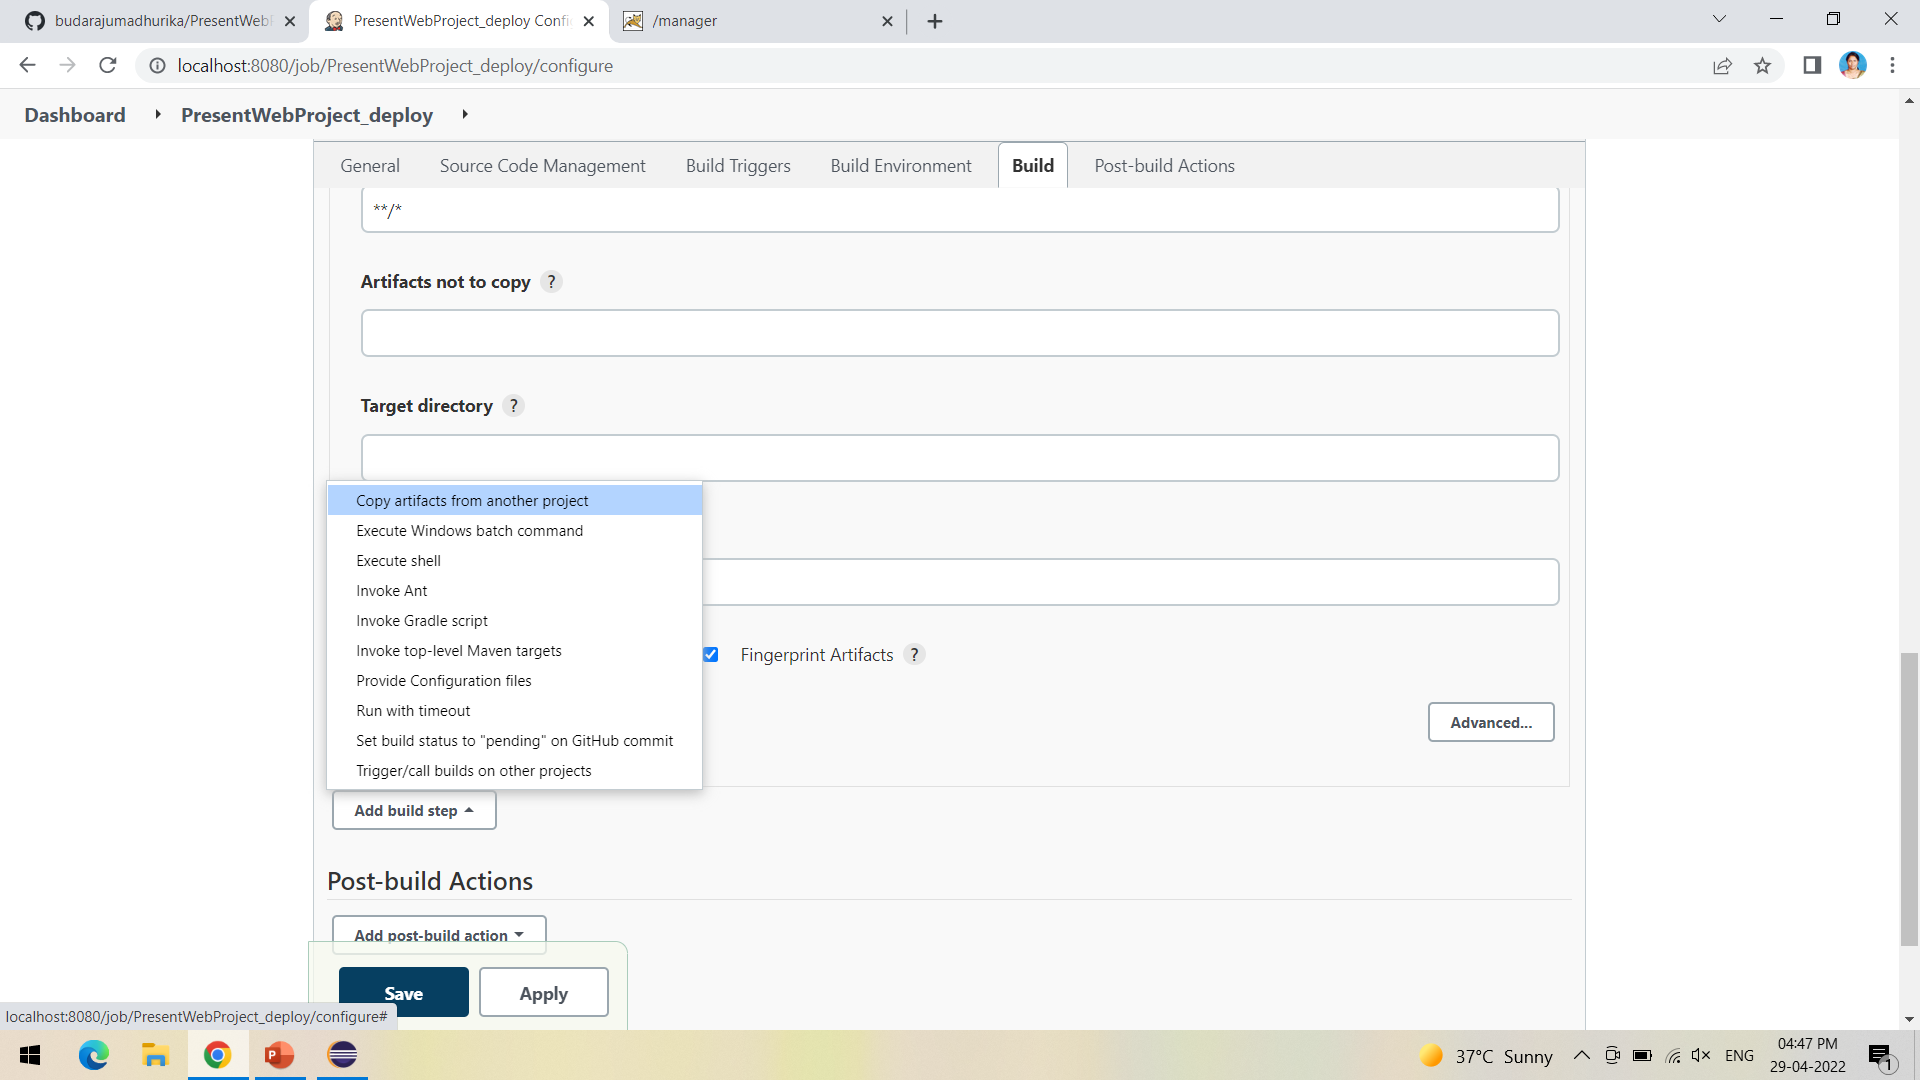 budarajumadhurika/PresentWebP
PresentWebProject_deploy Confi
/manager
localhost:8080/job/PresentWebProject_deploy/configure
Dashboard
PresentWebProject_deploy
General
Source Code Management
Build Triggers
Build Environment
Build
Post-build Actions
**/*
Artifacts not to copy ?
Target directory ?
Copy artifacts from another project
Execute Windows batch command
Execute shell
Invoke Ant
Invoke Gradle script
Invoke top-level Maven targets
Provide Configuration files
Run with timeout
Set build status to "pending" on GitHub commit
Trigger/call builds on other projects
Fingerprint Artifacts ?
Advanced...
Add build step
Post-build Actions
Add post-build action
Save
Apply
localhost:8080/job/PresentWebProject_deploy/configure#
37°C Sunny
ENG
04:47 PM
29-04-2022
1